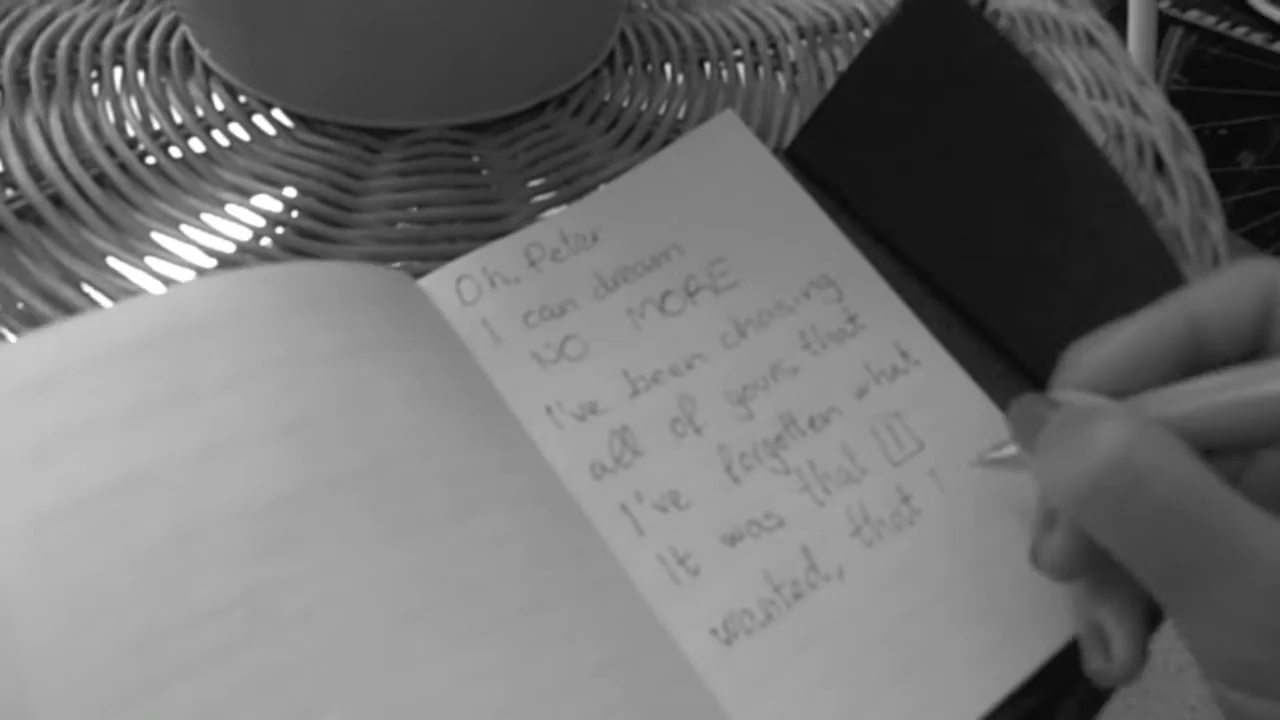 Oh, Peter
I can dream
NO MORE
I've been chasing
all of yours that
I've forgotten what
It was that I
wanted, that I